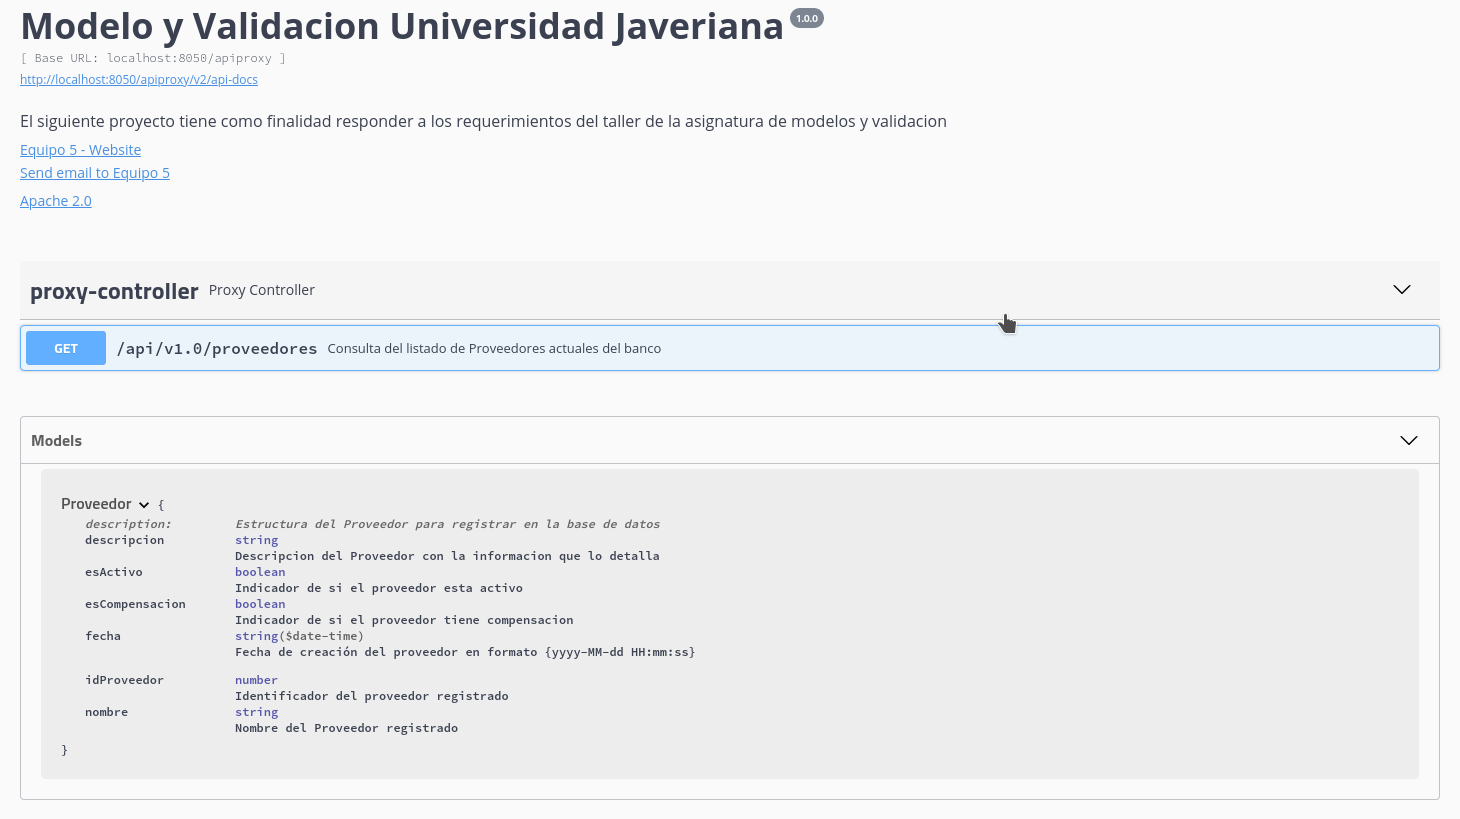 Modelo y Validacion Universidad Javeriana 1.0.0
[ Base URL: localhost:8050/apiproxy ]
http://localhost:8050/apiproxy/v2/api-docs
El siguiente proyecto tiene como finalidad responder a los requerimientos del taller de la asignatura de modelos y validacion
Equipo 5 - Website
Send email to Equipo 5
Apache 2.0
proxy-controller Proxy Controller
GET /api/v1.0/proveedores Consulta del listado de Proveedores actuales del banco
Models
Proveedor {
description: Estructura del Proveedor para registrar en la base de datos
descripcion string
Descripcion del Proveedor con la informacion que lo detalla
esActivo boolean
Indicador de si el proveedor esta activo
esCompensacion boolean
Indicador de si el proveedor tiene compensacion
fecha string($date-time)
Fecha de creación del proveedor en formato {yyyy-MM-dd HH:mm:ss}
idProveedor number
Identificador del proveedor registrado
nombre string
Nombre del Proveedor registrado
}